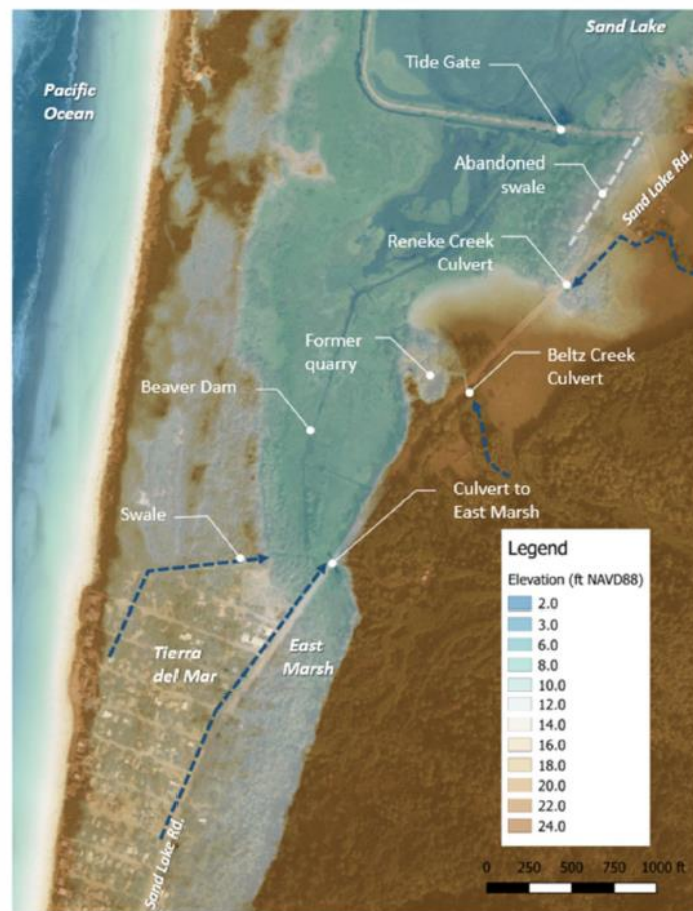 Sand Lake
Pacific
Ocean
Tide Gate
Abandoned
swale
Sand Lake Rd.
Reneke Creek
Culvert
Former
quarry
Beltz Creek
Culvert
Beaver Dam
Culvert to
East Marsh
Swale
Tierra
del Mar
East
Marsh
Sand Lake Rd.
Legend
Elevation (ft NAVD88)
2.0
3.0
6.0
8.0
10.0
12.0
14.0
16.0
18.0
20.0
22.0
24.0
0 250 500 750 1000 ft